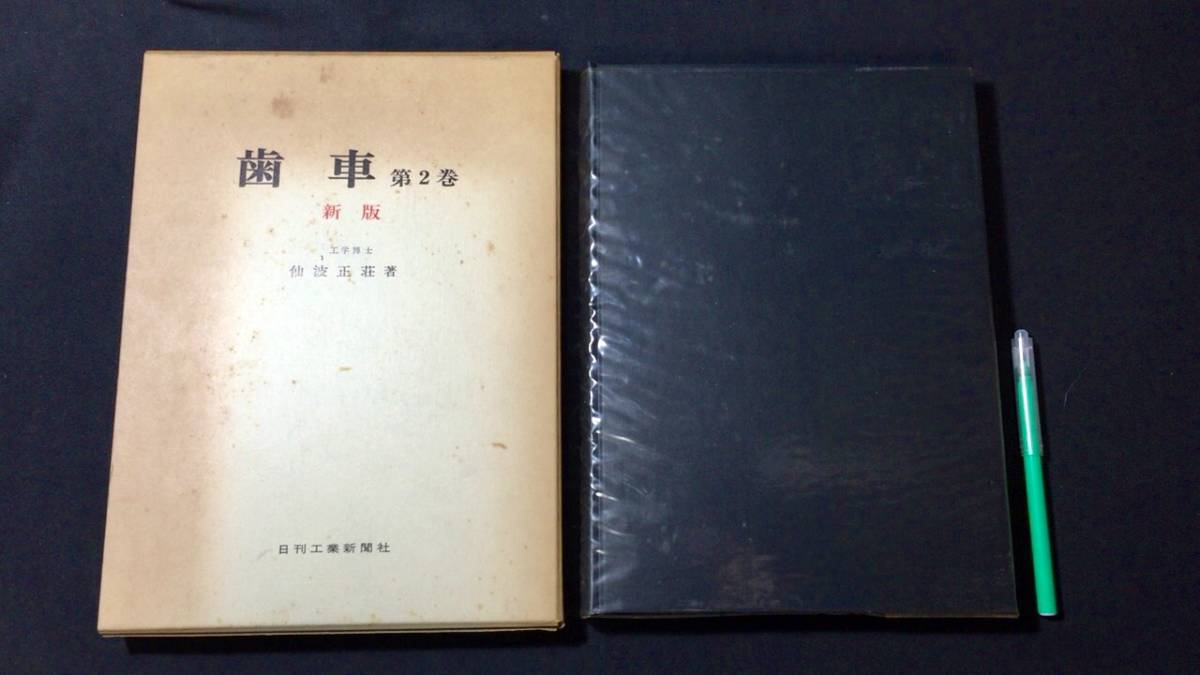 歯車 第2巻
新版
工学博士
仙波正荘著
日刊工業新聞社